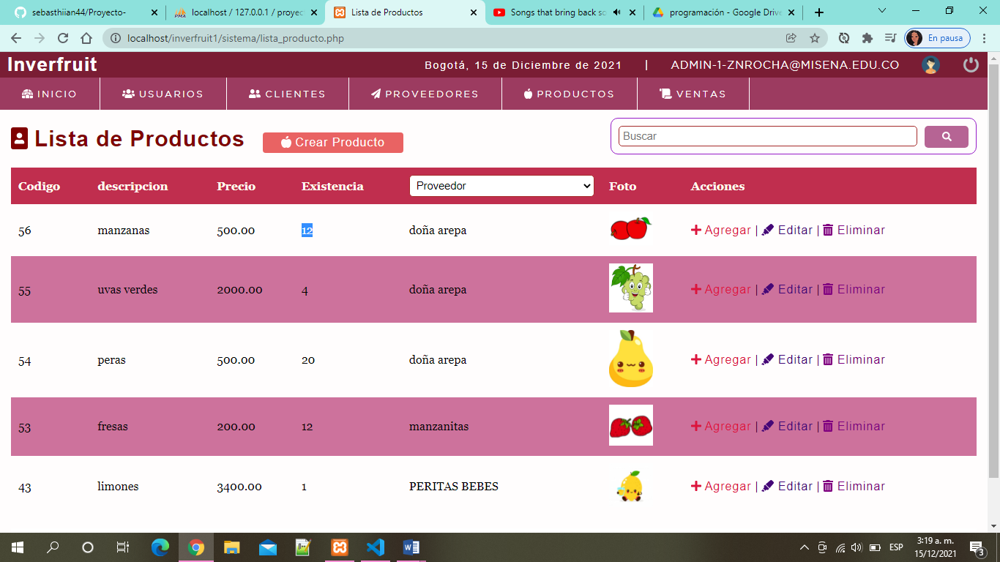 sebasthiian44/Proyecto-
localhost / 127.0.0.1 / proyec
Lista de Productos
Songs that bring back so
programación - Google Drive
localhost/inverfruit1/sistema/lista_producto.php
En pausa
Inverfruit
Bogotá, 15 de Diciembre de 2021 | ADMIN-1-ZNROCHA@MISENA.EDU.CO
INICIO USUARIOS CLIENTES PROVEEDORES PRODUCTOS VENTAS
Lista de Productos
Crear Producto
Buscar
Codigo descripcion Precio Existencia Proveedor Foto Acciones
56 manzanas 500.00 12 doña arepa Agregar | Editar | Eliminar
55 uvas verdes 2000.00 4 doña arepa Agregar | Editar | Eliminar
54 peras 500.00 20 doña arepa Agregar | Editar | Eliminar
53 fresas 200.00 12 manzanitas Agregar | Editar | Eliminar
43 limones 3400.00 1 PERITAS BEBES Agregar | Editar | Eliminar
ESP
3:19 a. m.
15/12/2021
3